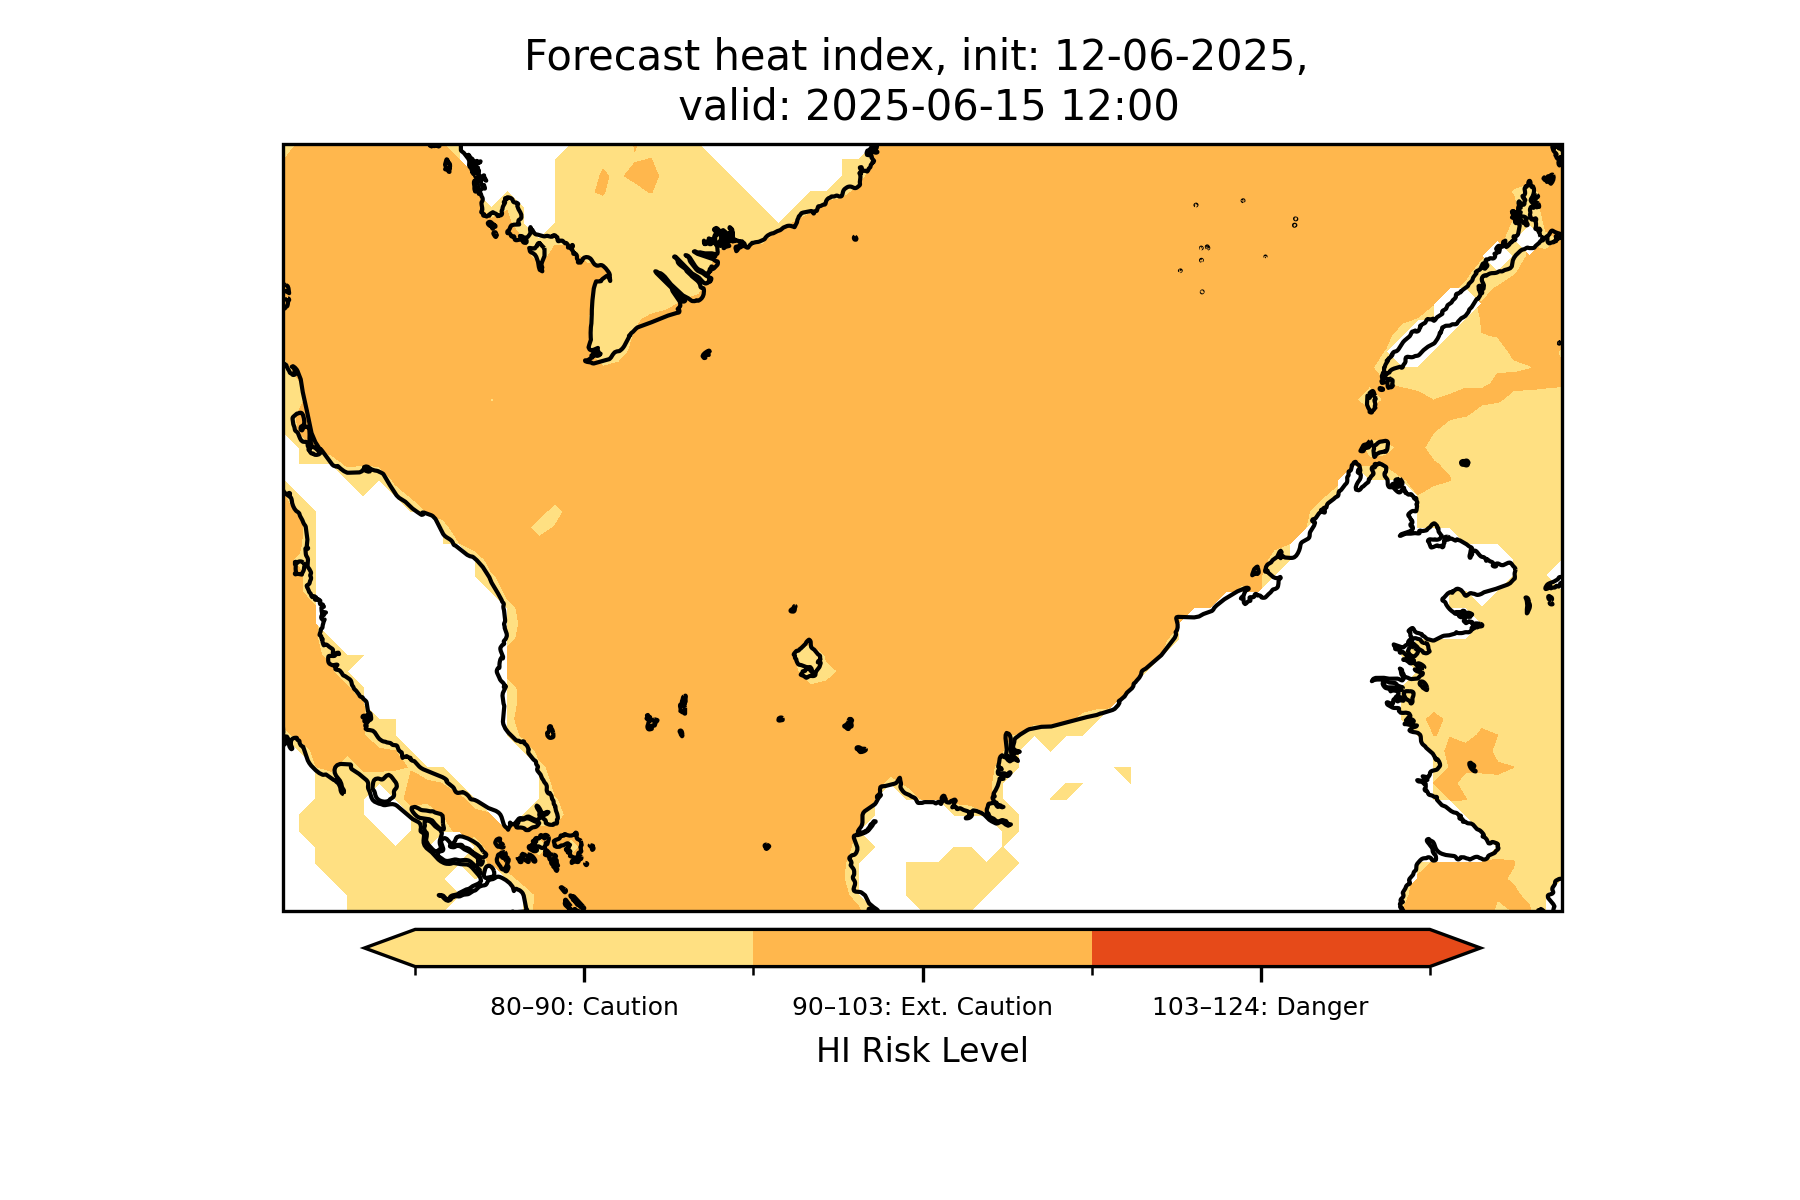 Forecast heat index, init: 12-06-2025,
valid: 2025-06-15 12:00
80–90: Caution
90–103: Ext. Caution
103–124: Danger
HI Risk Level